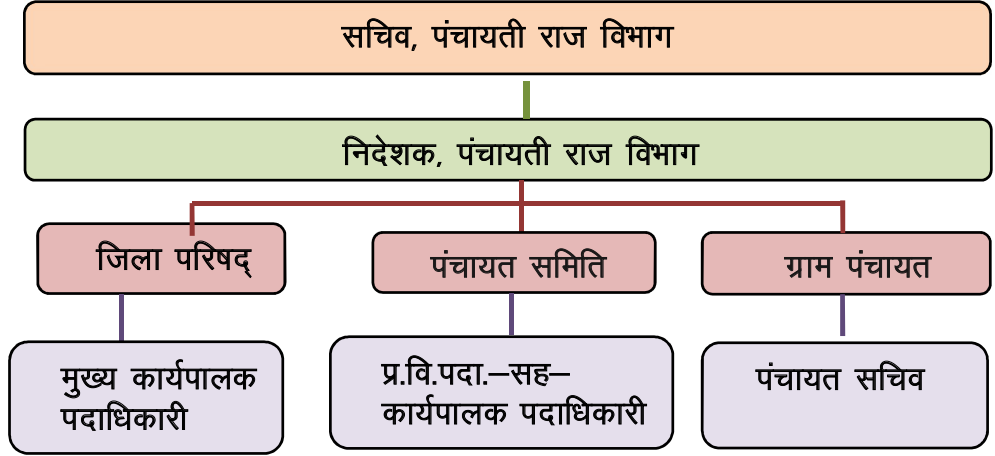 सचिव, पंचायती राज विभाग
निदेशक, पंचायती राज विभाग
जिला परिषद्
पंचायत समिति
ग्राम पंचायत
मुख्य कार्यपालक
पदाधिकारी
प्र.वि.पदा.–सह–
कार्यपालक पदाधिकारी
पंचायत सचिव